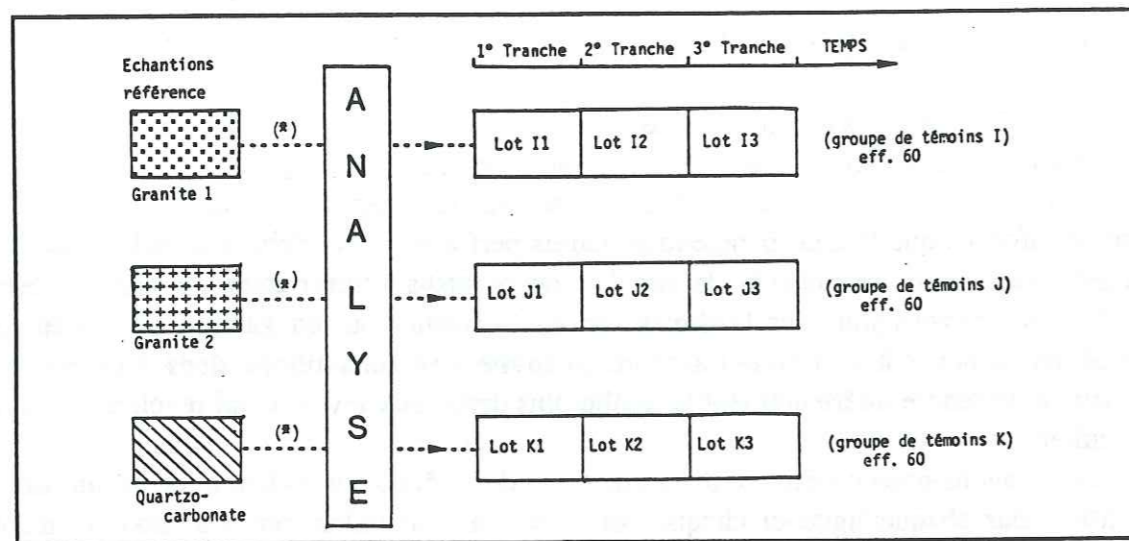 1° Tranche 2° Tranche 3° Tranche TEMPS
Echantions
référence
ANALYSE
(*) Lot I1 Lot I2 Lot I3 (groupe de témoins I)
eff. 60
Granite 1
(*) Lot J1 Lot J2 Lot J3 (groupe de témoins J)
eff. 60
Granite 2
(*) Lot K1 Lot K2 Lot K3 (groupe de témoins K)
eff. 60
Quartzo-
carbonate